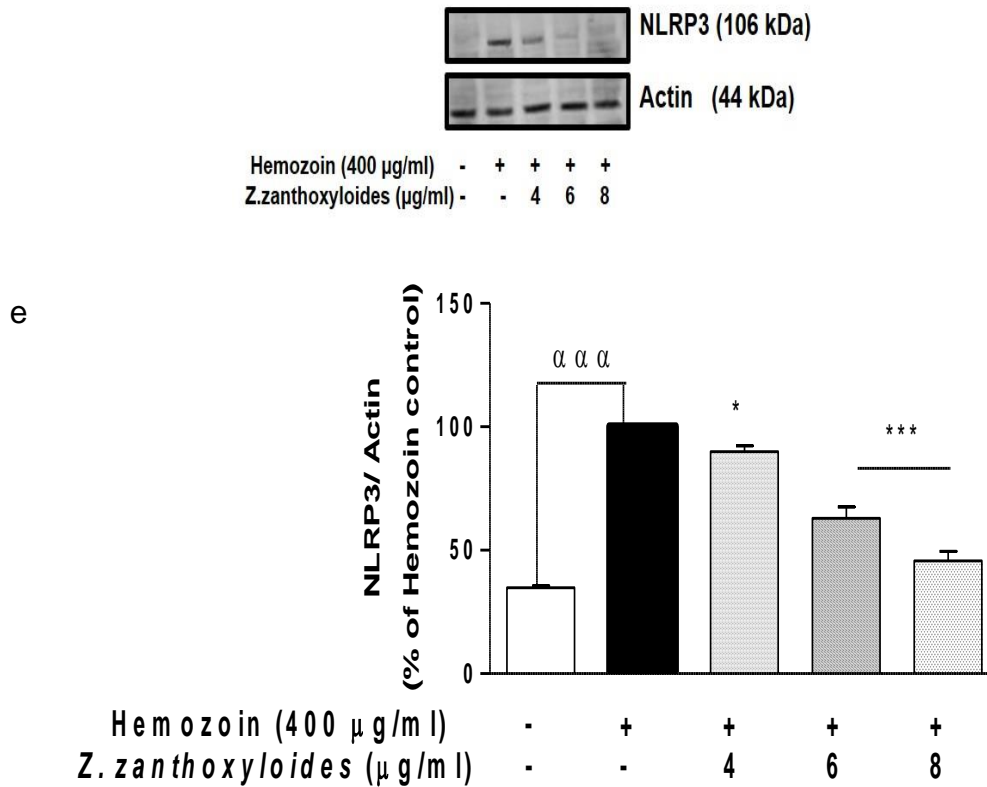 NLRP3 (106 kDa)
Actin (44 kDa)
Hemozoin (400 µg/ml) - + + + +
Z.zanthoxyloides (µg/ml) - - 4 6 8
e
NLRP3/ Actin
(% of Hemozoin control)
150
100
50
0
α α α
*
***
Hemozoin (400 µg/ml) - + + + +
Z. zanthoxyloides (µg/ml) - - 4 6 8